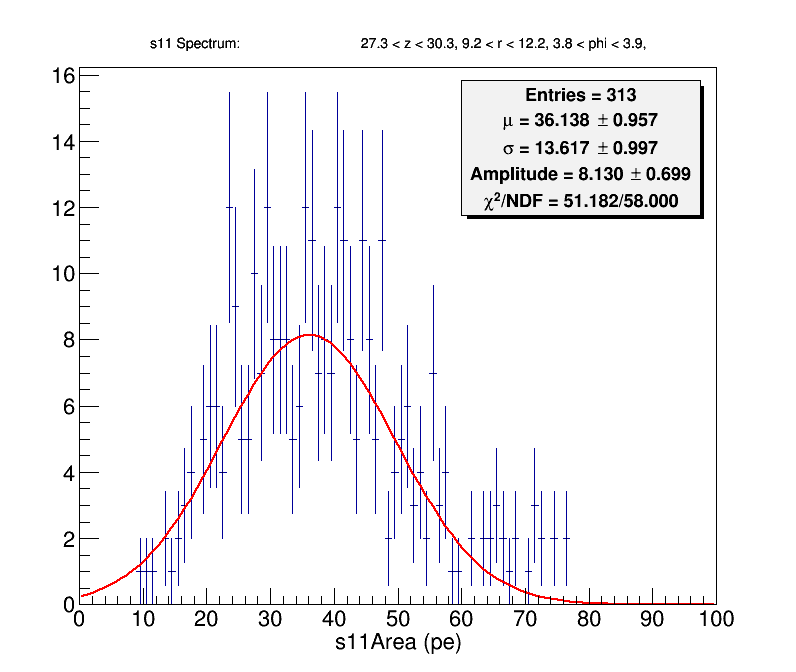 s11 Spectrum: 27.3 < z < 30.3, 9.2 < r < 12.2, 3.8 < phi < 3.9,
Entries = 313
μ = 36.138 ± 0.957
σ = 13.617 ± 0.997
Amplitude = 8.130 ± 0.699
χ²/NDF = 51.182/58.000
16
14
12
10
8
6
4
2
0
0 10 20 30 40 50 60 70 80 90 100
s11Area (pe)